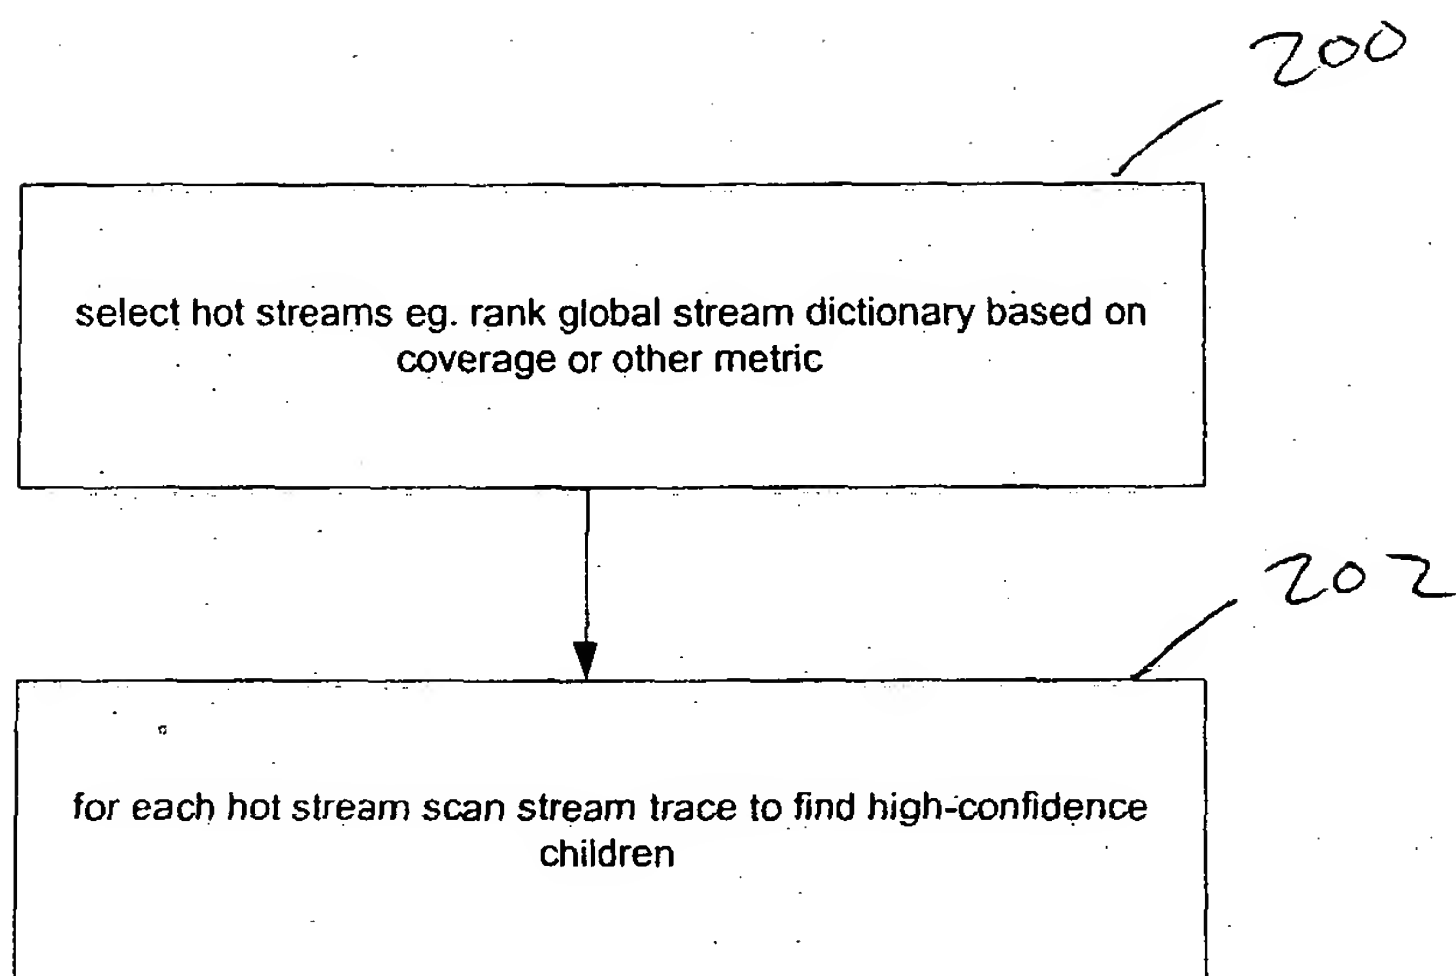 200
select hot streams eg. rank global stream dictionary based on
coverage or other metric
202
for each hot stream scan stream trace to find high-confidence
children